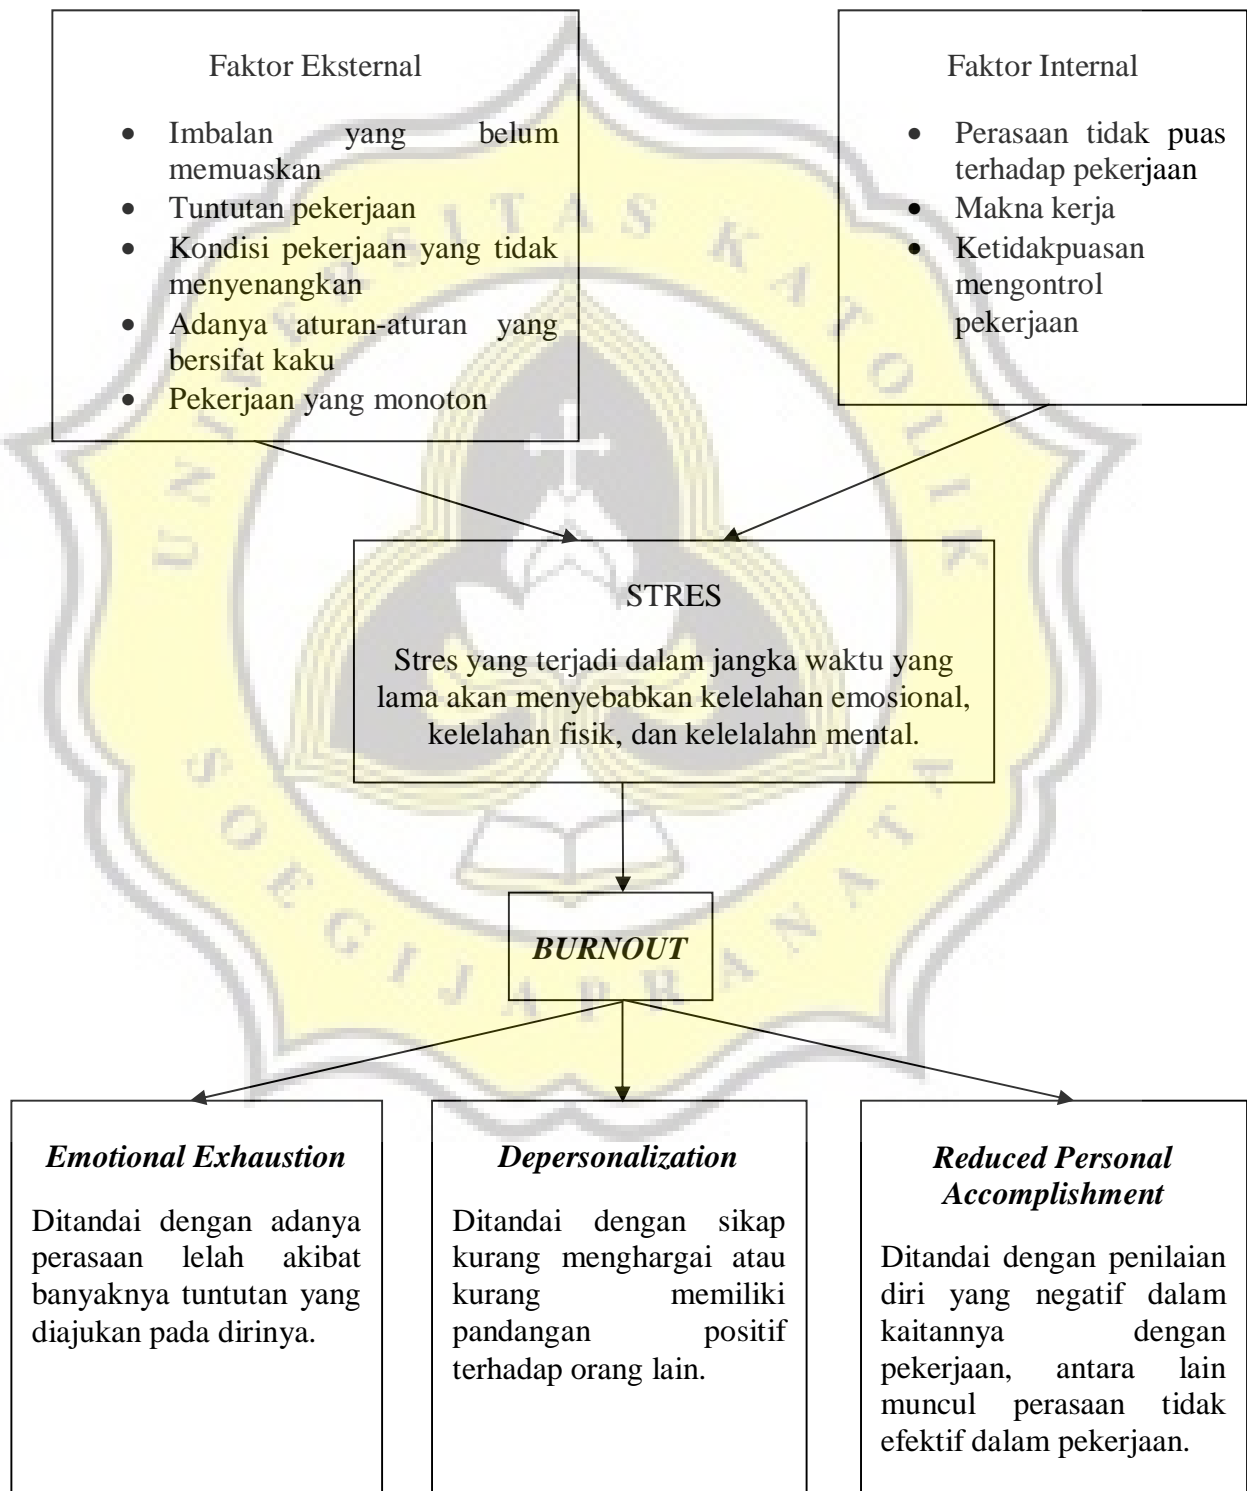 Faktor Eksternal
• Imbalan yang belum
memuaskan
• Tuntutan pekerjaan
• Kondisi pekerjaan yang tidak
menyenangkan
• Adanya aturan-aturan yang
bersifat kaku
• Pekerjaan yang monoton
Faktor Internal
• Perasaan tidak puas
terhadap pekerjaan
• Makna kerja
• Ketidakpuasan
mengontrol
pekerjaan
STRES
Stres yang terjadi dalam jangka waktu yang
lama akan menyebabkan kelelahan emosional,
kelelahan fisik, dan kelelalahn mental.
BURNOUT
Emotional Exhaustion
Ditandai dengan adanya
perasaan lelah akibat
banyaknya tuntutan yang
diajukan pada dirinya.
Depersonalization
Ditandai dengan sikap
kurang menghargai atau
kurang memiliki
pandangan positif
terhadap orang lain.
Reduced Personal
Accomplishment
Ditandai dengan penilaian
diri yang negatif dalam
kaitannya dengan
pekerjaan, antara lain
muncul perasaan tidak
efektif dalam pekerjaan.
UNIVERSITAS KATOLIK
SOEGIJAPRANATA